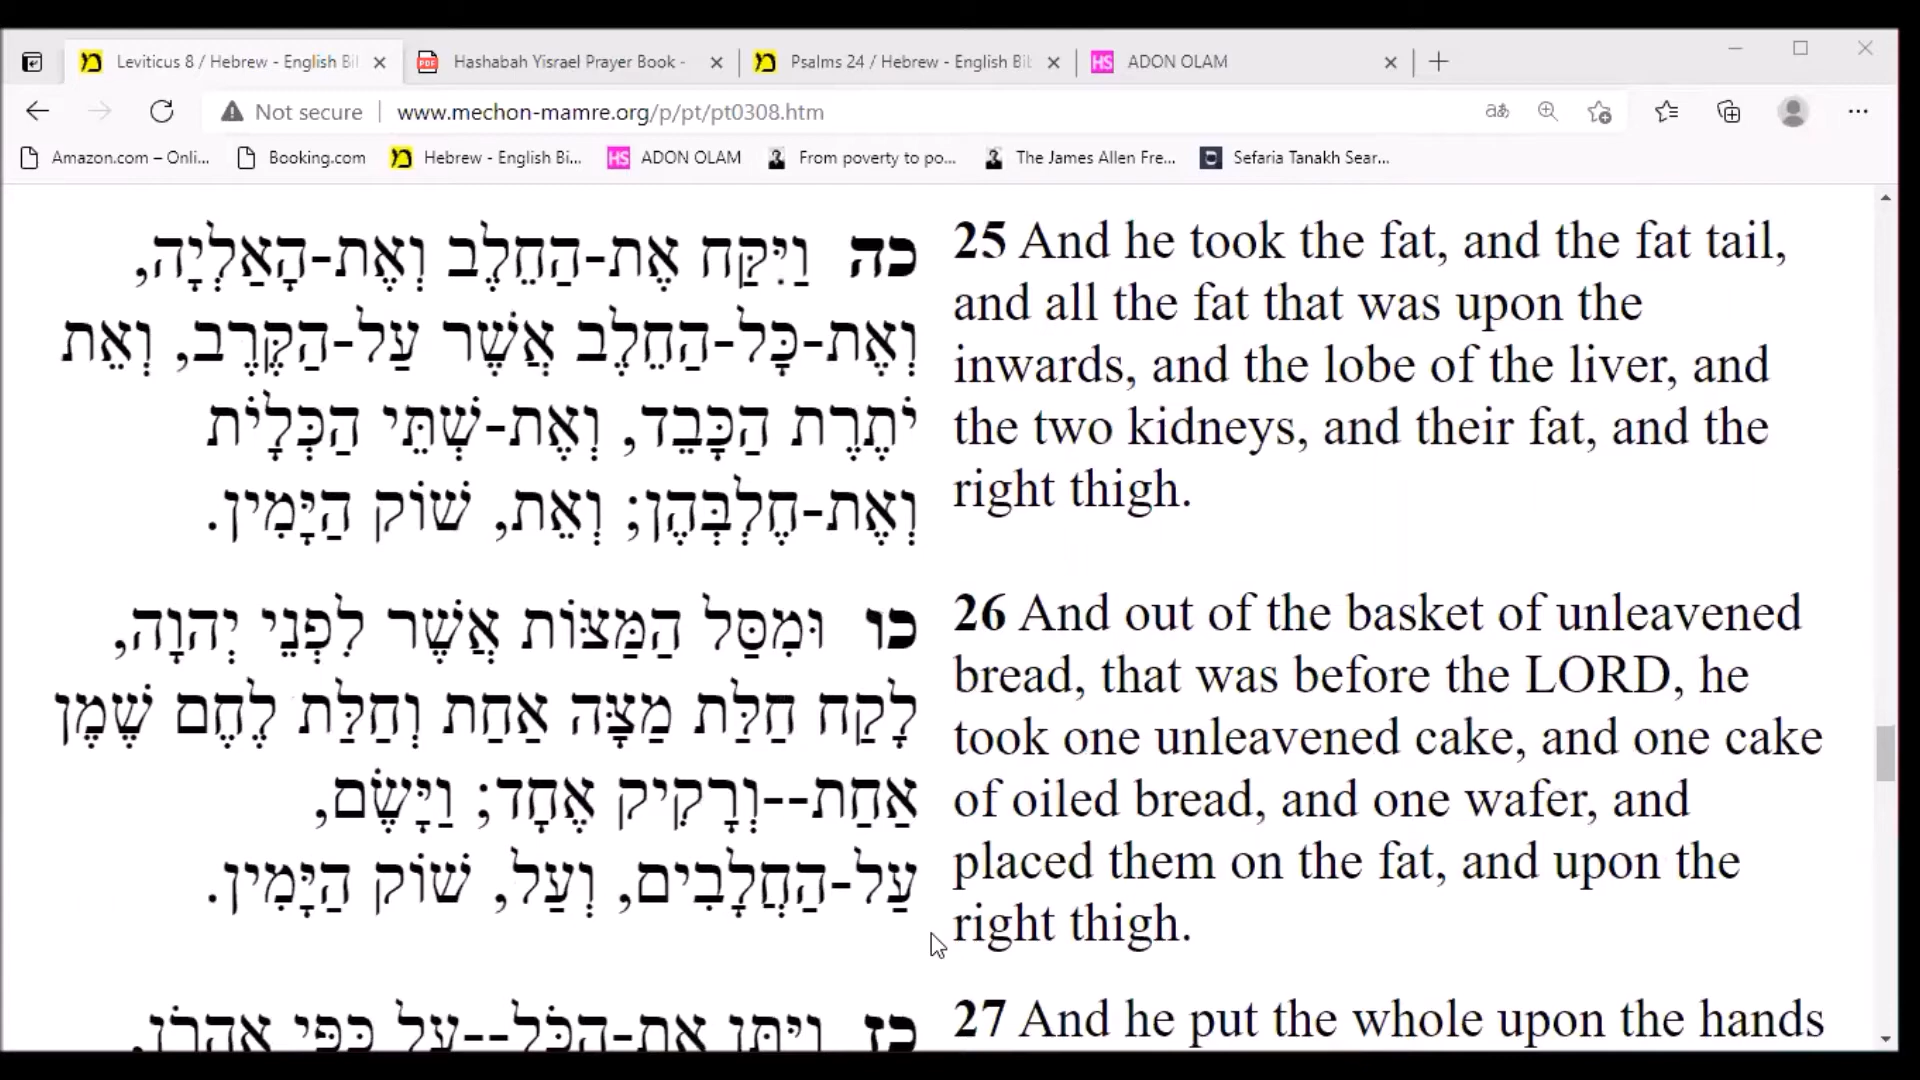 Leviticus 8 / Hebrew - English Bil
Hashabah Yisrael Prayer Book -
Psalms 24 / Hebrew - English Bib
HS ADON OLAM
Not secure
www.mechon-mamre.org/p/pt/pt0308.htm
Amazon.com – Onli...
Booking.com
Hebrew - English Bi...
HS ADON OLAM
From poverty to po...
The James Allen Fre...
Sefaria Tanakh Sear...
כה וַיִּקַּח אֶת-הַחֵלֶב וְאֶת-הָאַלְיָה,
וְאֶת-כָּל-הַחֵלֶב אֲשֶׁר עַל-הַקֶּרֶב, וְאֵת
יֹתֶרֶת הַכָּבֵד, וְאֶת-שְׁתֵּי הַכְּלָיֹת
וְאֶת-חֶלְבְּהֶן; וְאֵת, שׁוֹק הַיָּמִין.
25 And he took the fat, and the fat tail,
and all the fat that was upon the
inwards, and the lobe of the liver, and
the two kidneys, and their fat, and the
right thigh.
כו וּמִסַּל הַמַּצּוֹת אֲשֶׁר לִפְנֵי יְהוָה,
לָקַח חַלַּת מַצָּה אַחַת וְחַלַּת לֶחֶם שֶׁמֶן
אַחַת--וְרָקִיק אֶחָד; וַיָּשֶׂם,
עַל-הַחֲלָבִים, וְעַל, שׁוֹק הַיָּמִין.
26 And out of the basket of unleavened
bread, that was before the LORD, he
took one unleavened cake, and one cake
of oiled bread, and one wafer, and
placed them on the fat, and upon the
right thigh.
כז וַיִּתֵּן אֶת-הַכֹּל--עַל כַּפֵּי אַהֲרֹן,
27 And he put the whole upon the hands